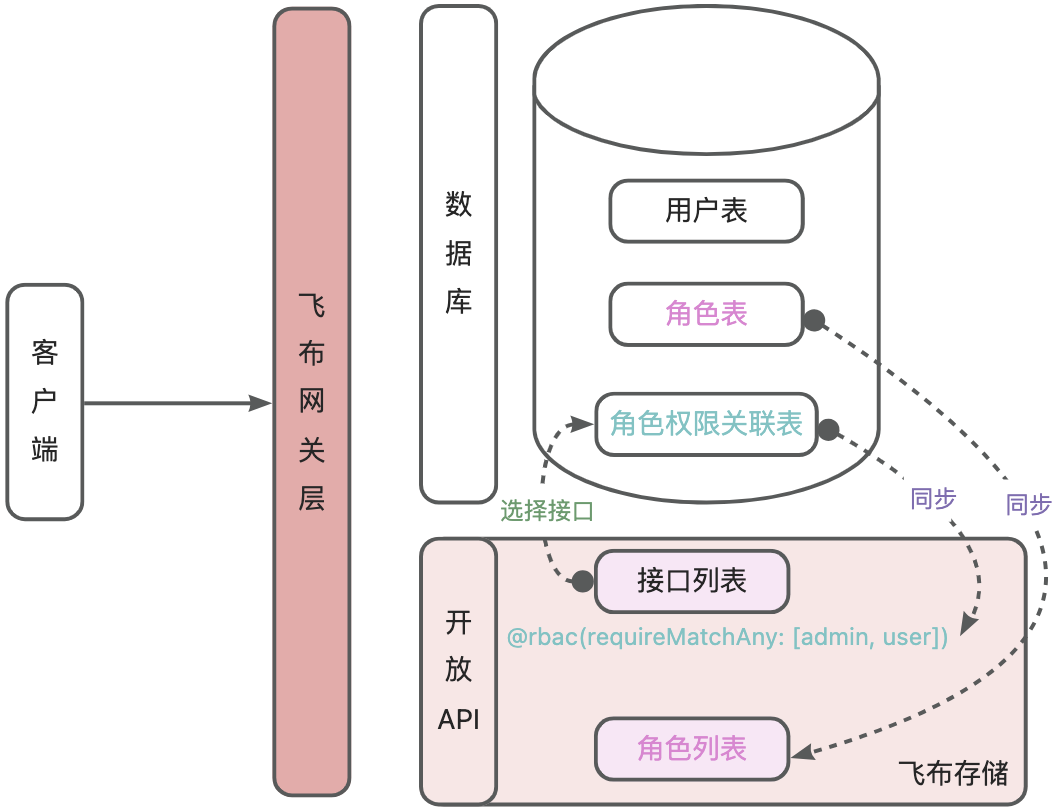 客户端
飞布网关层
数据库
用户表
角色表
角色权限关联表
选择接口
同步
同步
开放API
接口列表
@rbac(requireMatchAny: [admin, user])
角色列表
飞布存储